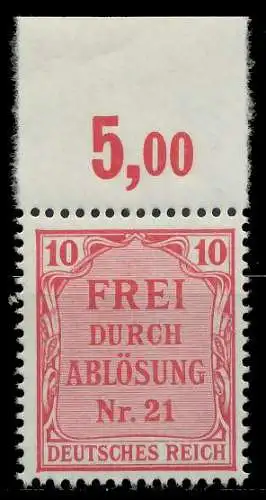 5,00
10 10
FREI
DURCH
ABLÖSUNG
Nr. 21
DEUTSCHES REICH